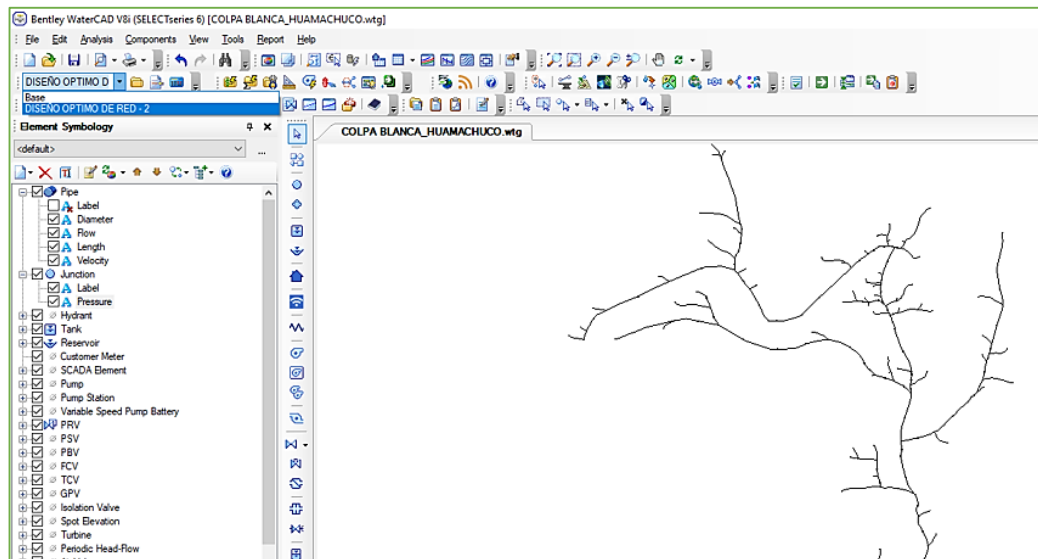 Bentley WaterCAD V8i (SELECTseries 6) [COLPA BLANCA_HUAMACHUCO.wtg]
File Edit Analysis Components View Tools Report Help
DISEÑO OPTIMO D
Base
DISEÑO OPTIMO DE RED - 2
Element Symbology
<default>
...
COLPA BLANCA_HUAMACHUCO.wtg
Pipe
Label
Diameter
Flow
Length
Velocity
Junction
Label
Pressure
Hydrant
Tank
Reservoir
Customer Meter
SCADA Element
Pump
Pump Station
Variable Speed Pump Battery
PRV
PSV
PBV
FCV
TCV
GPV
Isolation Valve
Spot Elevation
Turbine
Periodic Head-Flow